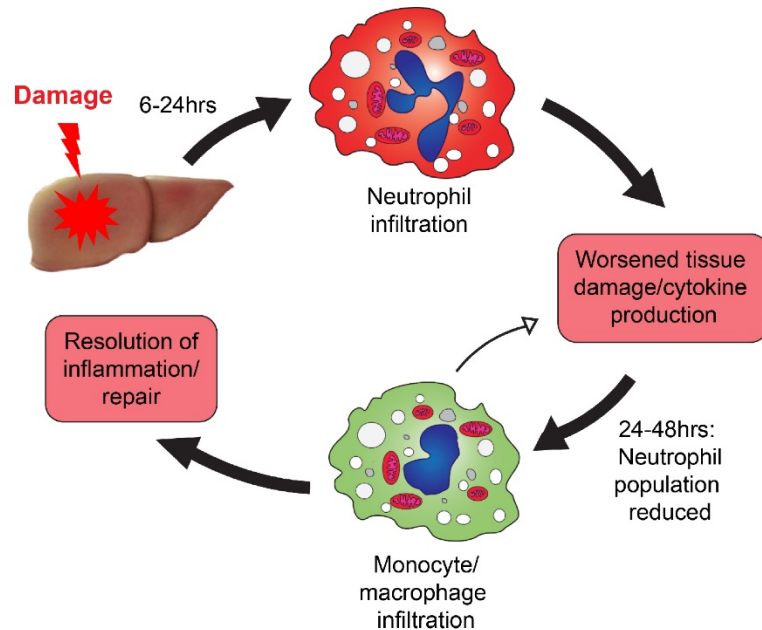 Damage
6-24hrs
Neutrophil
infiltration
Worsened tissue
damage/cytokine
production
24-48hrs:
Neutrophil
population
reduced
Monocyte/
macrophage
infiltration
Resolution of
inflammation/
repair